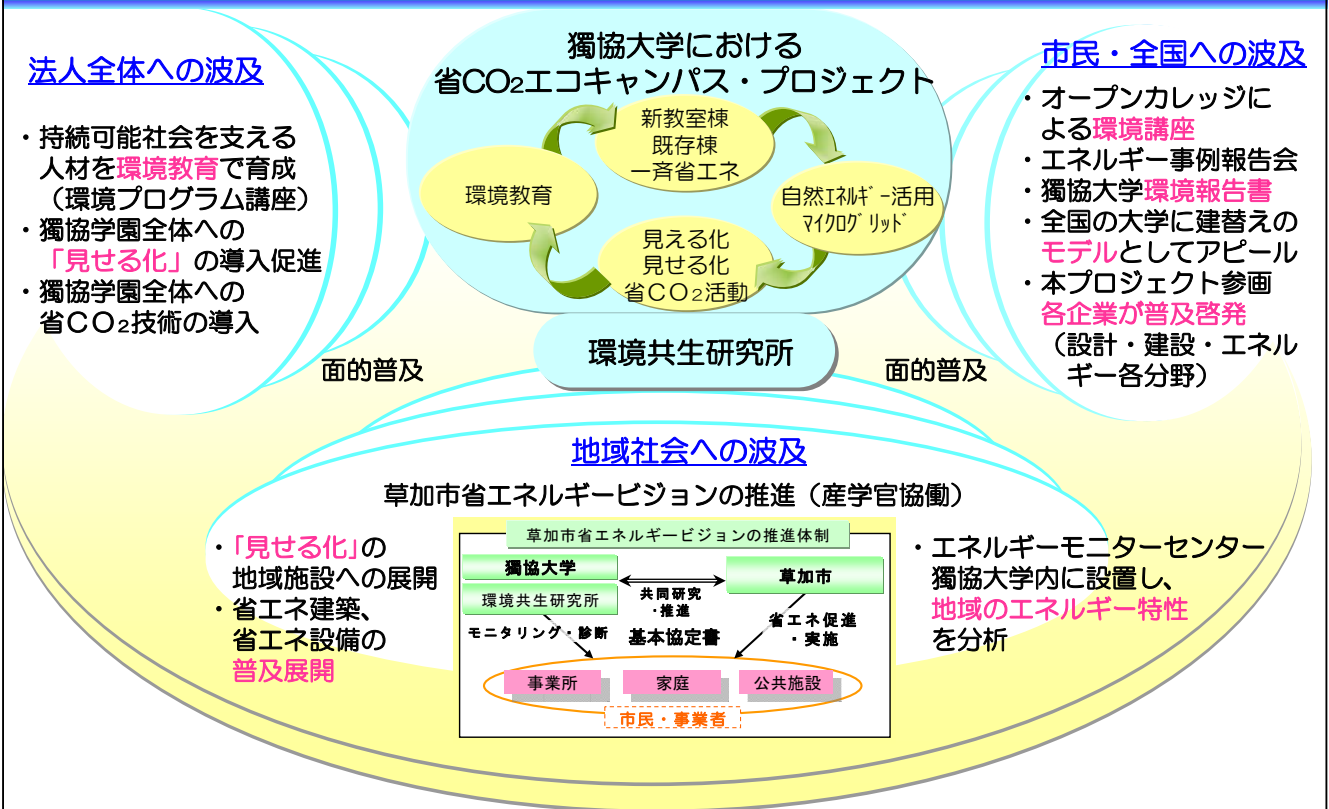 獨協大学における
省CO₂エコキャンパス・プロジェクト
新教室棟
既存棟
一斉省エネ
環境教育
自然ｴﾈﾙｷﾞｰ活用
ﾏｲｸﾛｸﾞﾘｯﾄﾞ
見える化
見せる化
省ＣＯ₂活動
環境共生研究所
法人全体への波及
・持続可能社会を支える
人材を環境教育で育成
（環境プログラム講座）
・獨協学園全体への
「見せる化」の導入促進
・獨協学園全体への
省ＣＯ₂技術の導入
市民・全国への波及
・オープンカレッジに
よる環境講座
・エネルギー事例報告会
・獨協大学環境報告書
・全国の大学に建替えの
モデルとしてアピール
・本プロジェクト参画
各企業が普及啓発
（設計・建設・エネル
ギー各分野）
面的普及
面的普及
地域社会への波及
草加市省エネルギービジョンの推進（産学官協働）
・「見せる化」の
地域施設への展開
・省エネ建築、
省エネ設備の
普及展開
草加市省エネルギービジョンの推進体制
獨協大学
環境共生研究所
草加市
共同研究
・推進
モニタリング・診断
基本協定書
省エネ促進
・実施
事業所
家庭
公共施設
市民・事業者
・エネルギーモニターセンター
獨協大学内に設置し、
地域のエネルギー特性
を分析